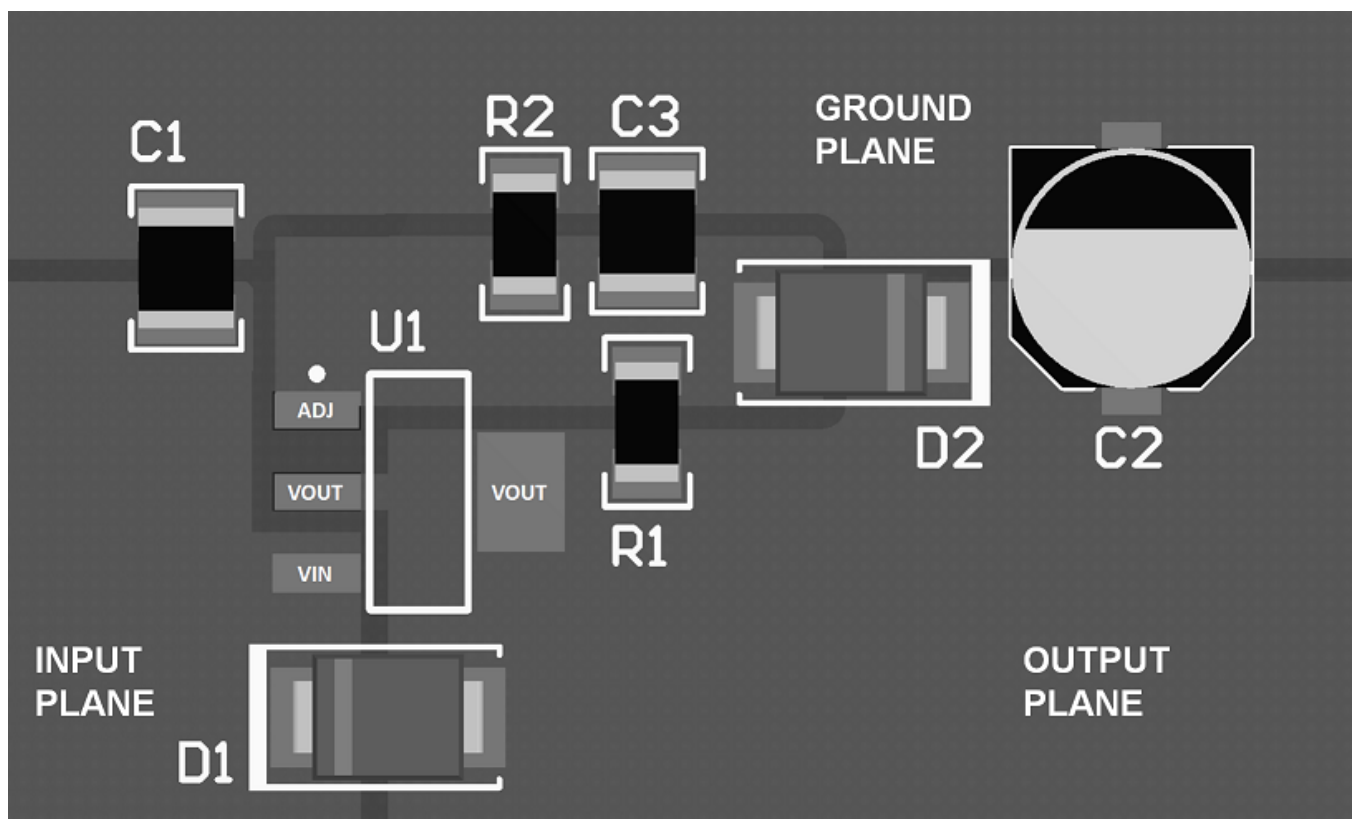 C1
R2
C3
GROUND
PLANE
U1
ADJ
VOUT
VOUT
VIN
R1
D2
C2
INPUT
PLANE
D1
OUTPUT
PLANE